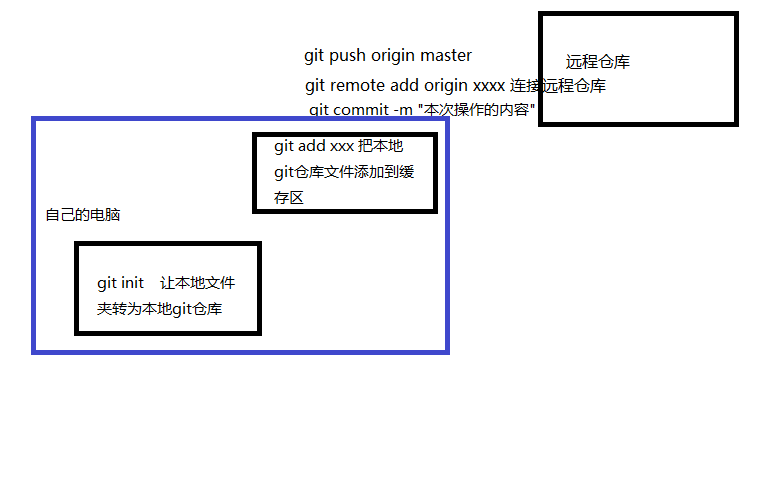 git push origin master
远程仓库
git remote add origin xxxx 连接远程仓库
git commit -m "本次操作的内容"
git add xxx 把本地
git仓库文件添加到缓
存区
自己的电脑
git init 让本地文件
夹转为本地git仓库